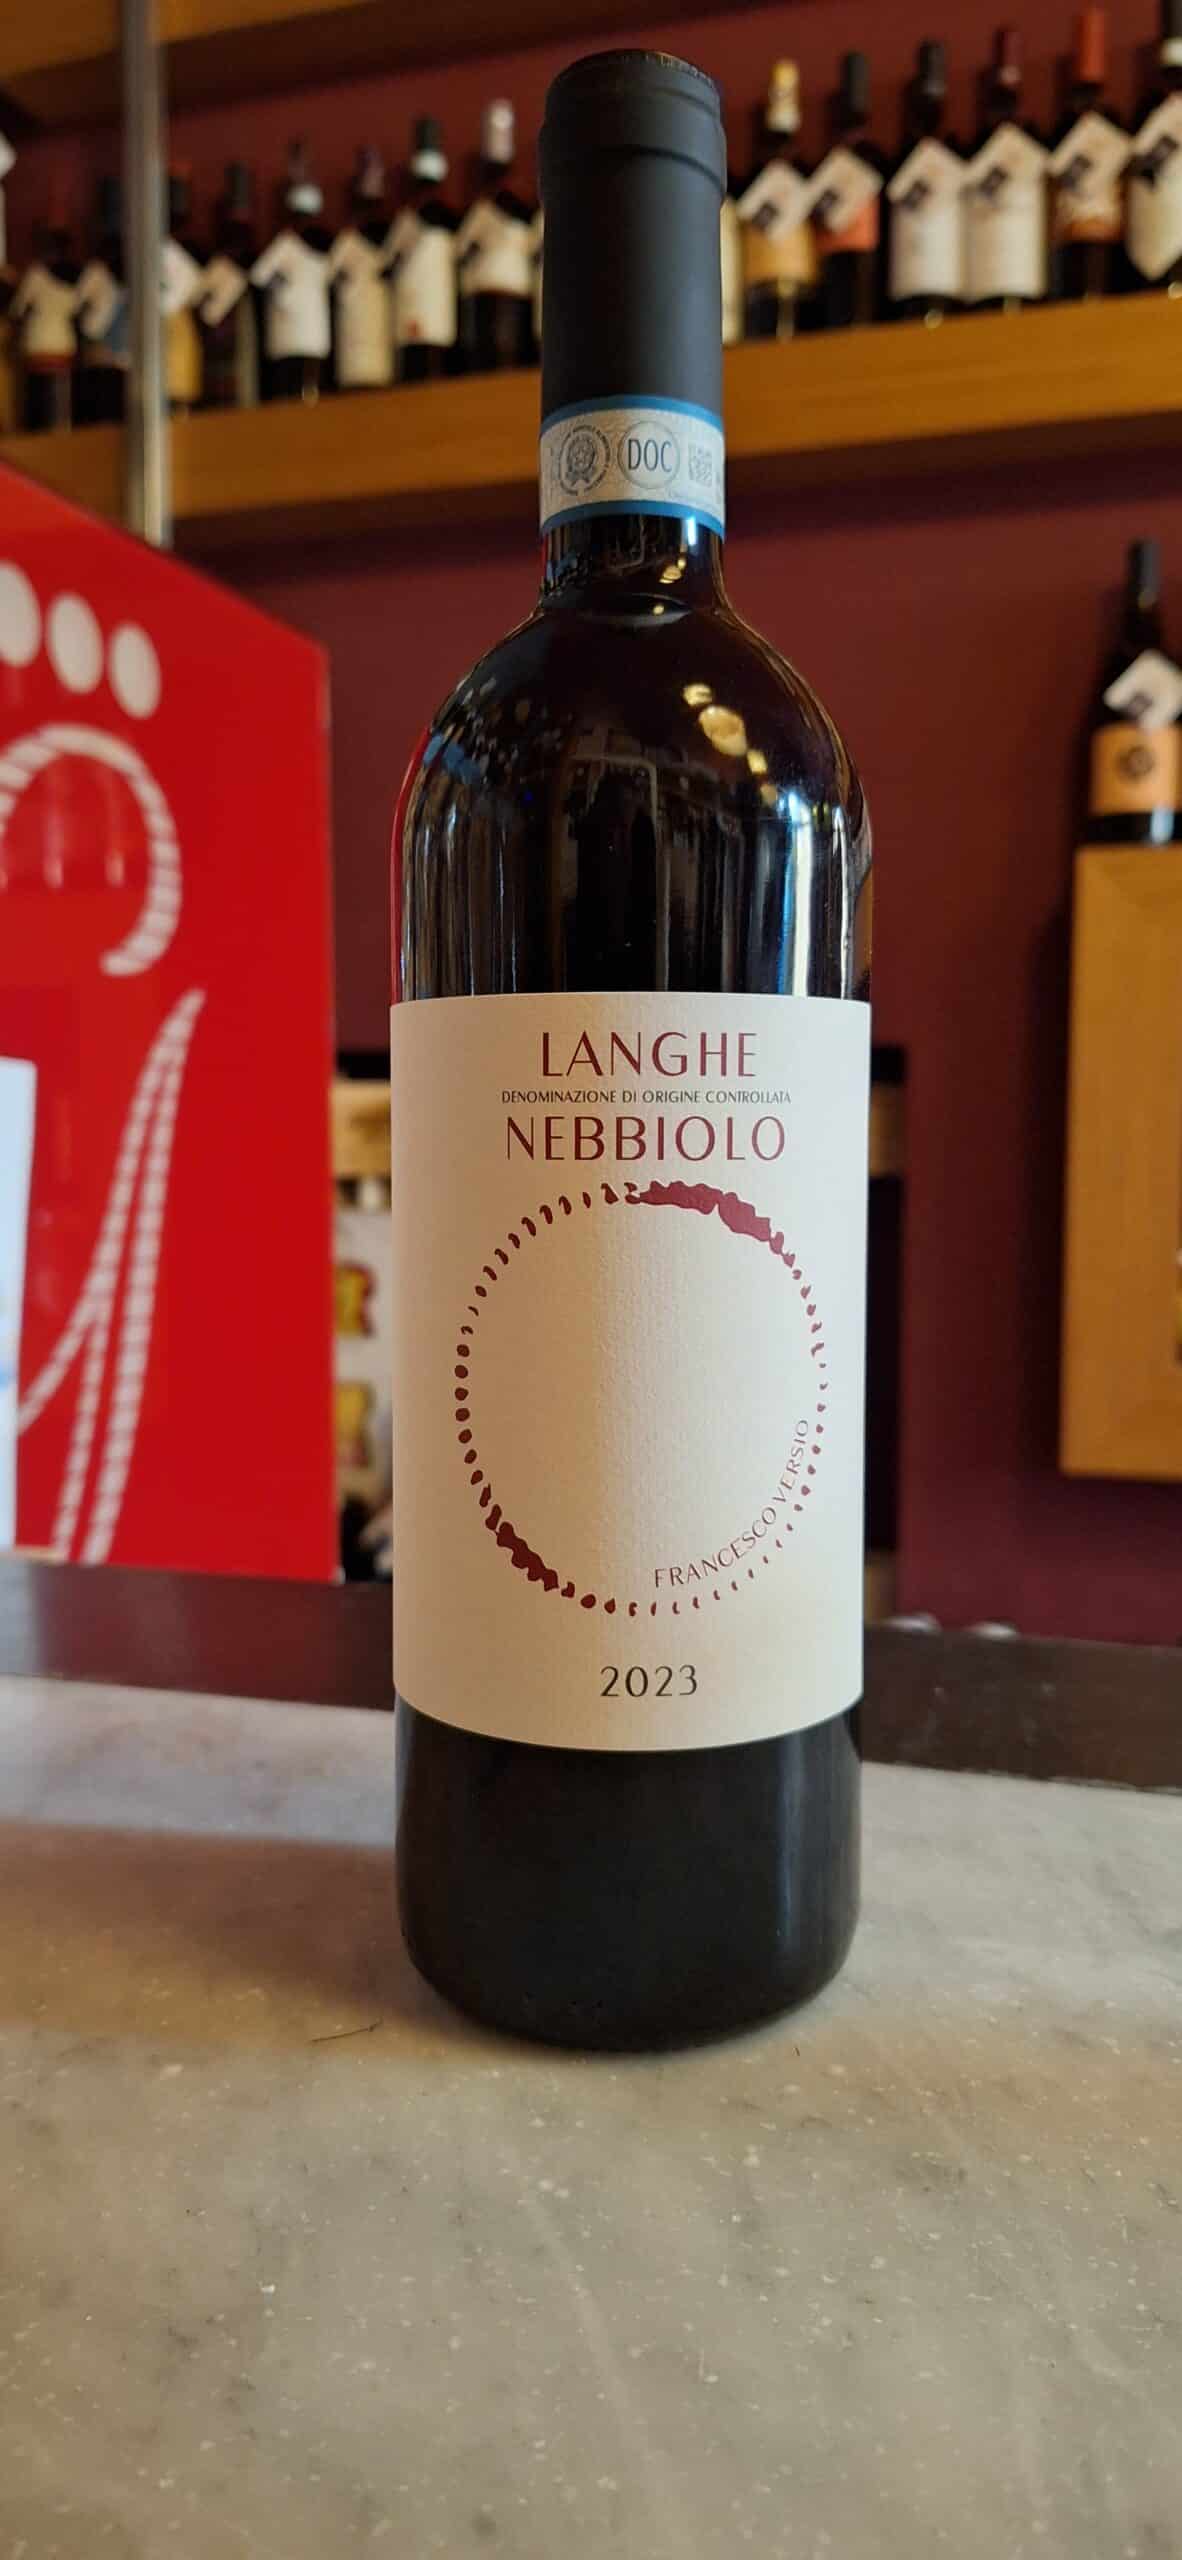 DOC
LANGHE
DENOMINAZIONE DI ORIGINE CONTROLLATA
NEBBIOLO
FRANCESCO VERSIO
2023